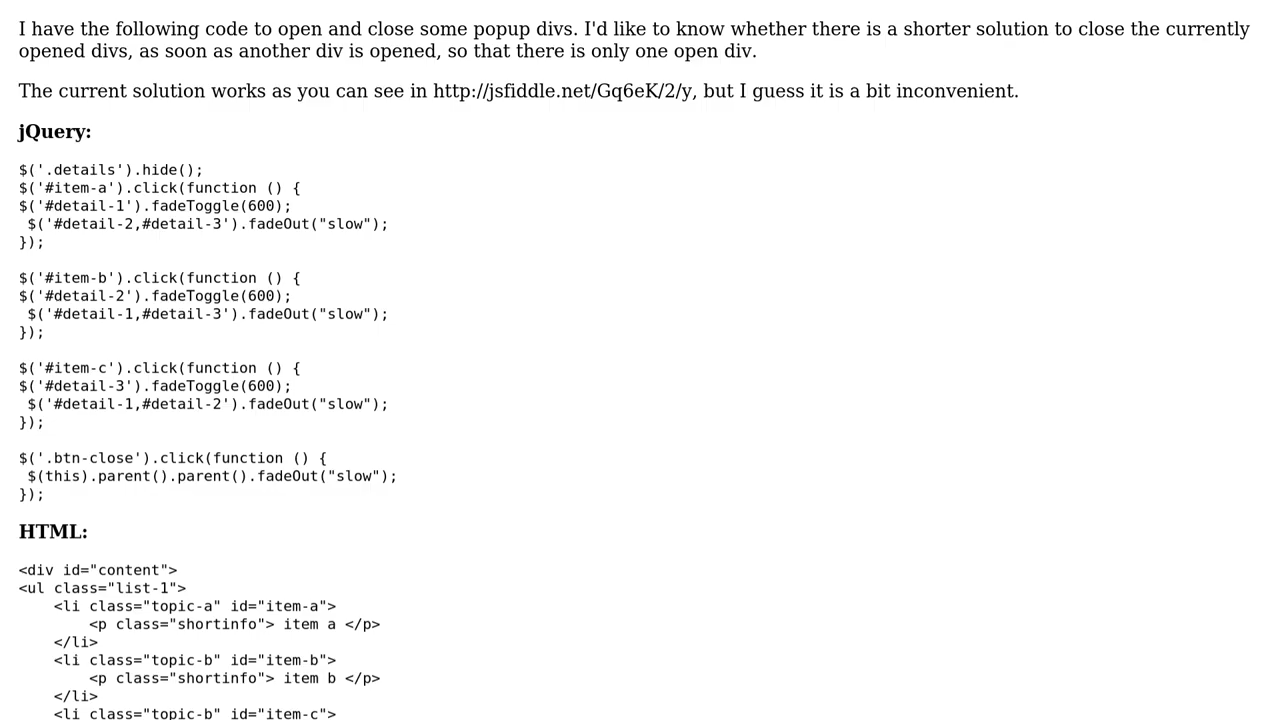 I have the following code to open and close some popup divs. I'd like to know whether there is a shorter solution to close the currently
opened divs, as soon as another div is opened, so that there is only one open div.
The current solution works as you can see in http://jsfiddle.net/Gq6eK/2/y, but I guess it is a bit inconvenient.
jQuery:
$('.details').hide();
$('#item-a').click(function () {
$('#detail-1').fadeToggle(600);
 $('#detail-2,#detail-3').fadeOut("slow");
});
$('#item-b').click(function () {
$('#detail-2').fadeToggle(600);
 $('#detail-1,#detail-3').fadeOut("slow");
});
$('#item-c').click(function () {
$('#detail-3').fadeToggle(600);
 $('#detail-1,#detail-2').fadeOut("slow");
});
$('.btn-close').click(function () {
 $(this).parent().parent().fadeOut("slow");
});
HTML:
<div id="content">
<ul class="list-1">
    <li class="topic-a" id="item-a">
        <p class="shortinfo"> item a </p>
    </li>
    <li class="topic-b" id="item-b">
        <p class="shortinfo"> item b </p>
    </li>
    <li class="topic-b" id="item-c">